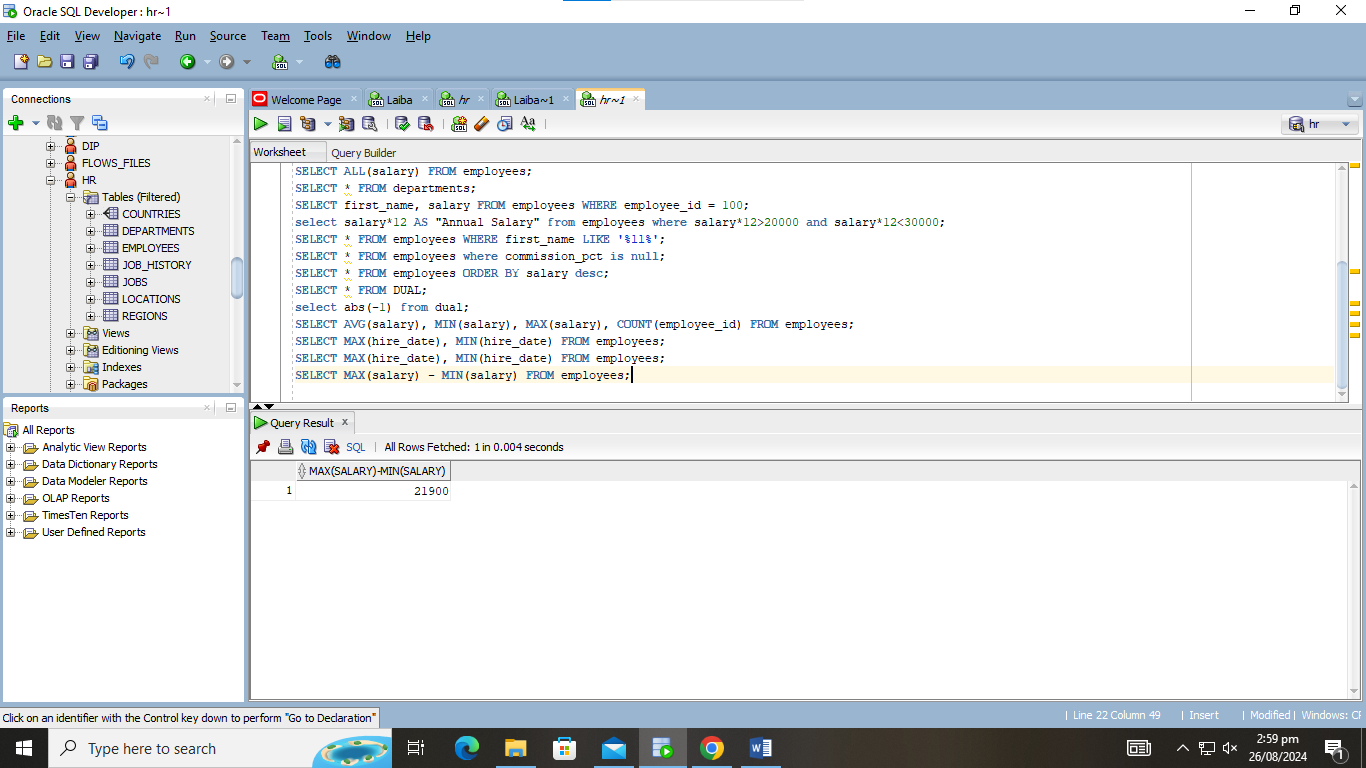 Oracle SQL Developer : hr~1
File Edit View Navigate Run Source Team Tools Window Help
Connections
DIP
FLOWS_FILES
HR
Tables (Filtered)
COUNTRIES
DEPARTMENTS
EMPLOYEES
JOB_HISTORY
JOBS
LOCATIONS
REGIONS
Views
Editioning Views
Indexes
Packages
Reports
All Reports
Analytic View Reports
Data Dictionary Reports
Data Modeler Reports
OLAP Reports
TimesTen Reports
User Defined Reports
Welcome Page Laiba hr Laiba~1 hr~1
hr
Worksheet Query Builder
SELECT ALL(salary) FROM employees;
SELECT * FROM departments;
SELECT first_name, salary FROM employees WHERE employee_id = 100;
select salary*12 AS "Annual Salary" from employees where salary*12>20000 and salary*12<30000;
SELECT * FROM employees WHERE first_name LIKE '%ll%';
SELECT * FROM employees where commission_pct is null;
SELECT * FROM employees ORDER BY salary desc;
SELECT * FROM DUAL;
select abs(-1) from dual;
SELECT AVG(salary), MIN(salary), MAX(salary), COUNT(employee_id) FROM employees;
SELECT MAX(hire_date), MIN(hire_date) FROM employees;
SELECT MAX(hire_date), MIN(hire_date) FROM employees;
SELECT MAX(salary) - MIN(salary) FROM employees;
Query Result
SQL | All Rows Fetched: 1 in 0.004 seconds
MAX(SALARY)-MIN(SALARY)
1 21900
Click on an identifier with the Control key down to perform "Go to Declaration"
| Line 22 Column 49 | Insert | Modified | Windows: CF
Type here to search
2:59 pm
26/08/2024
1